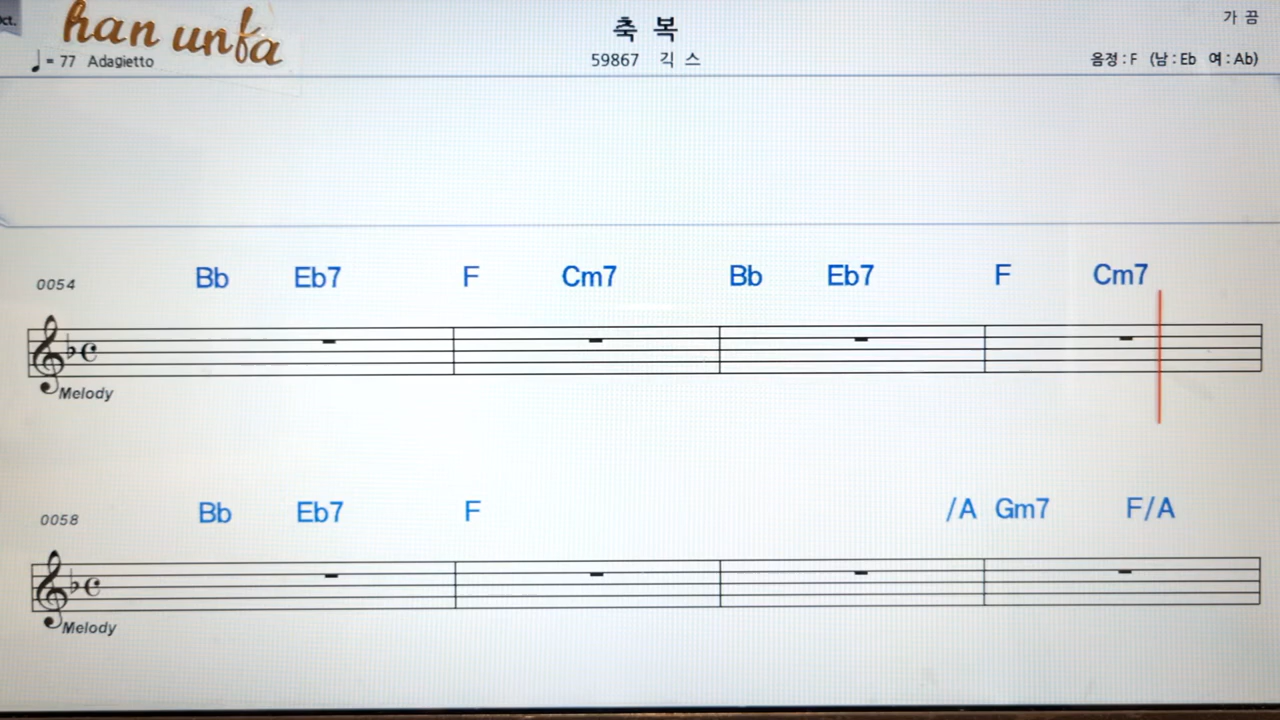 ct.
han unfa
축 복
가 끔
♩= 77 Adagietto
59867 긱 스
음정 : F (남 : Eb 여 : Ab)
0054 Bb Eb7 F Cm7 Bb Eb7 F Cm7
Melody
0058 Bb Eb7 F /A Gm7 F/A
Melody